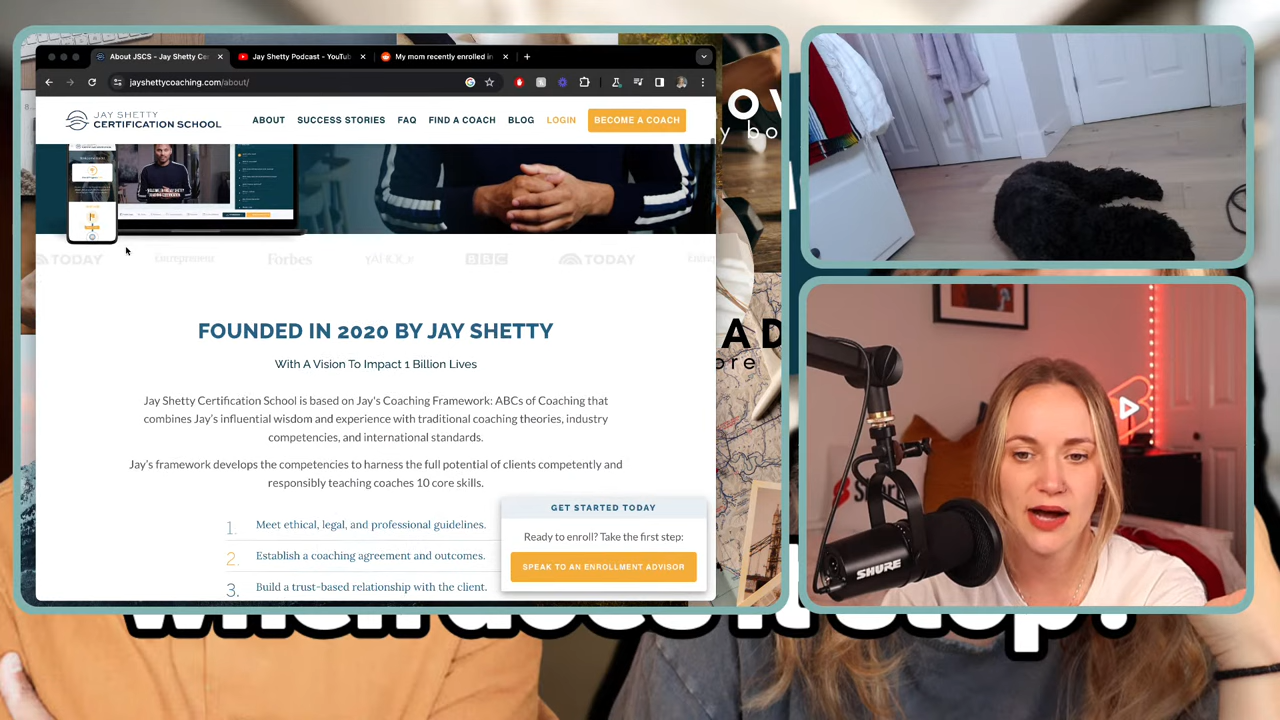 About JSCS - Jay Shetty Ce
Jay Shetty Podcast - YouTub
My mom recently enrolled in
jayshettycoaching.com/about/
JAY SHETTY
CERTIFICATION SCHOOL
ABOUT
SUCCESS STORIES
FAQ
FIND A COACH
BLOG
LOGIN
BECOME A COACH
TODAY
Entrepreneur
Forbes
YAHOO!
BBC
TODAY
FOUNDED IN 2020 BY JAY SHETTY
With A Vision To Impact 1 Billion Lives
Jay Shetty Certification School is based on Jay's Coaching Framework: ABCs of Coaching that
combines Jay's influential wisdom and experience with traditional coaching theories, industry
competencies, and international standards.
Jay's framework develops the competencies to harness the full potential of clients competently and
responsibly teaching coaches 10 core skills.
1. Meet ethical, legal, and professional guidelines.
2. Establish a coaching agreement and outcomes.
3. Build a trust-based relationship with the client.
GET STARTED TODAY
Ready to enroll? Take the first step:
SPEAK TO AN ENROLLMENT ADVISOR
SHURE
when does it stop?